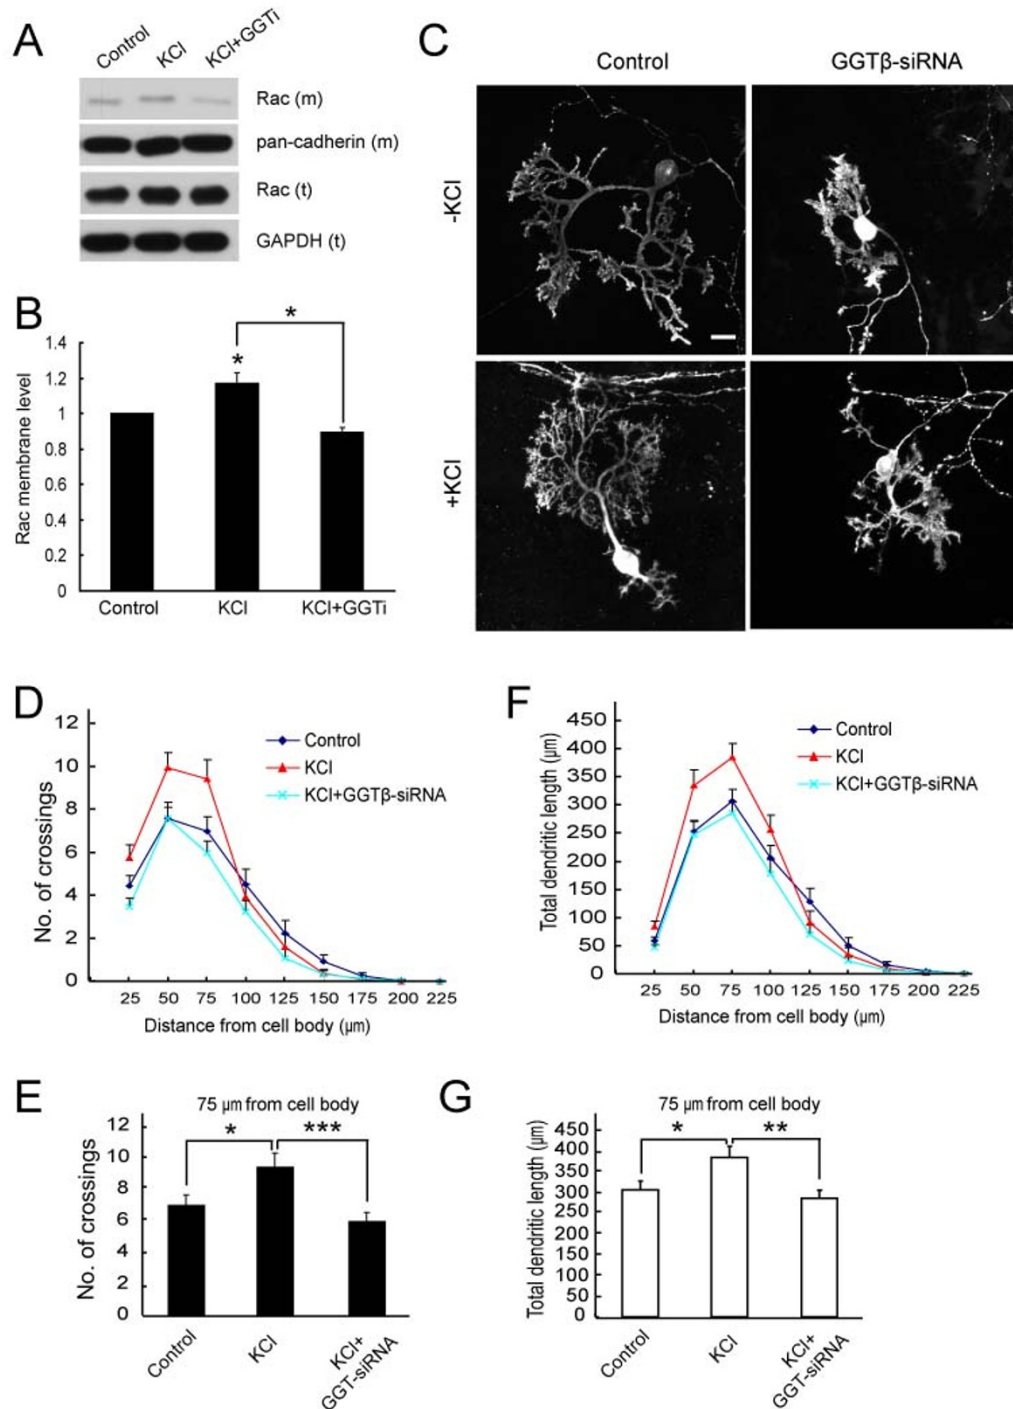 A
Control
KCl
KCl+GGTi
Rac (m)
pan-cadherin (m)
Rac (t)
GAPDH (t)
B
Rac membrane level
1.4
1.2
1
0.8
0.6
0.4
0.2
0
*
*
Control
KCl
KCl+GGTi
C
Control
GGTβ-siRNA
-KCl
+KCl
D
No. of crossings
12
10
8
6
4
2
0
Control
KCl
KCl+GGTβ-siRNA
25 50 75 100 125 150 175 200 225
Distance from cell body (µm)
F
Total dendritic length (µm)
450
400
350
300
250
200
150
100
50
0
Control
KCl
KCl+GGTβ-siRNA
25 50 75 100 125 150 175 200 225
Distance from cell body (µm)
E
75 µm from cell body
No. of crossings
12
10
8
6
4
2
0
*
***
Control
KCl
KCl+
GGT-siRNA
G
75 µm from cell body
Total dendritic length (µm)
450
400
350
300
250
200
150
100
50
0
*
**
Control
KCl
KCl+
GGT-siRNA